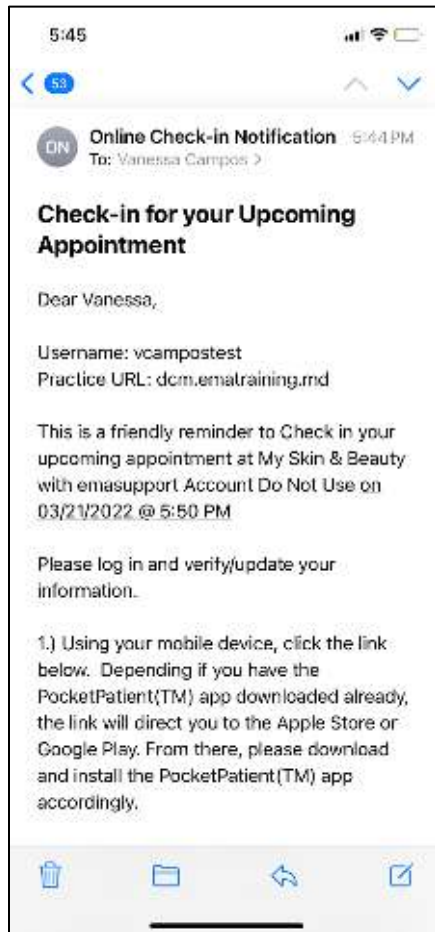 5:45
53
DN
Online Check-in Notification 5:44 PM
To: Vanessa Campos >
Check-in for your Upcoming
Appointment
Dear Vanessa,
Username: vcampostest
Practice URL: dcm.ematraining.md
This is a friendly reminder to Check in your
upcoming appointment at My Skin & Beauty
with emasupport Account Do Not Use on
03/21/2022 @ 5:50 PM
Please log in and verify/update your
information.
1.) Using your mobile device, click the link
below. Depending if you have the
PocketPatient(TM) app downloaded already,
the link will direct you to the Apple Store or
Google Play. From there, please download
and install the PocketPatient(TM) app
accordingly.